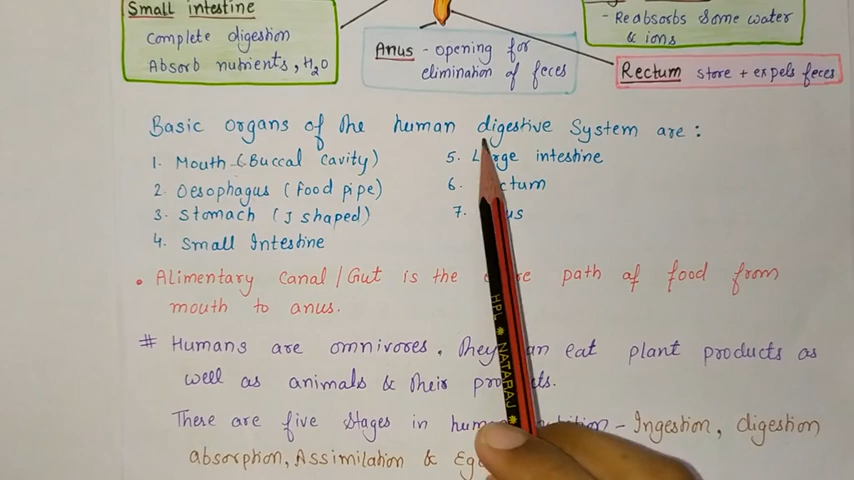 Small intestine
Complete digestion
Absorb nutrients, H2O
Anus - opening for
elimination of feces
- Reabsorbs some water
& ions
Rectum store + expels feces
Basic organs of the human digestive System are :
1. Mouth (Buccal cavity)
2. Oesophagus (Food pipe)
3. Stomach (J shaped)
4. Small Intestine
5. Large intestine
6.
7.
• Alimentary Canal/Gut is the path of food from
mouth to anus.
# Humans are omnivores. They eat plant products as
well as animals & their products.
There are five stages in - Ingestion, digestion
absorption, Assimilation &
HPL NATARAJ